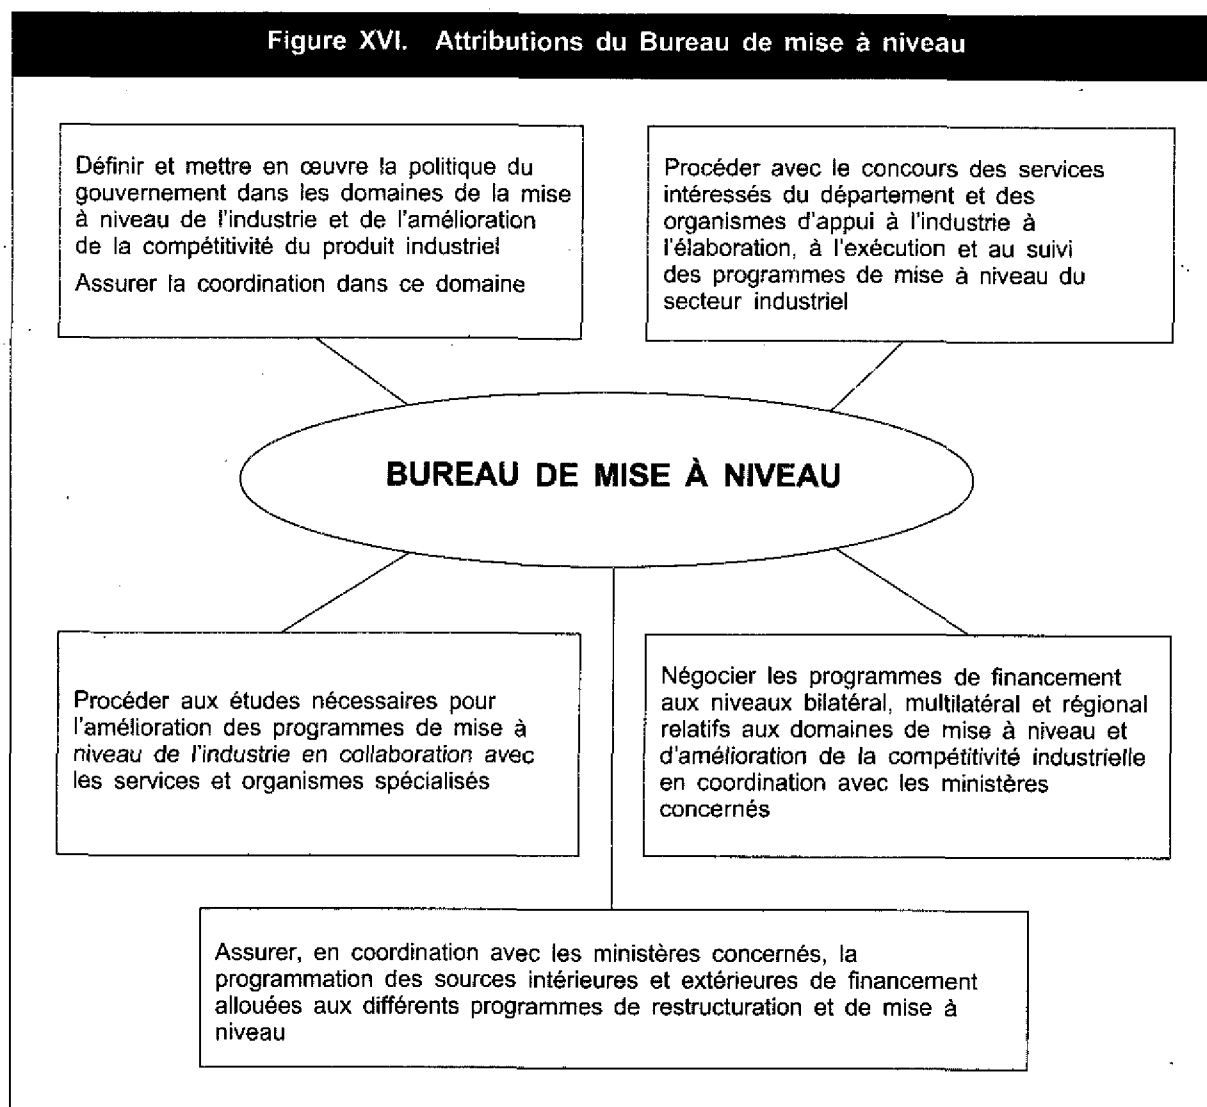 Figure XVI. Attributions du Bureau de mise à niveau
Définir et mettre en œuvre la politique du
gouvernement dans les domaines de la mise
à niveau de l'industrie et de l'amélioration
de la compétitivité du produit industriel
Assurer la coordination dans ce domaine
Procéder avec le concours des services
intéressés du département et des
organismes d'appui à l'industrie à
l'élaboration, à l'exécution et au suivi
des programmes de mise à niveau du
secteur industriel
BUREAU DE MISE À NIVEAU
Procéder aux études nécessaires pour
l'amélioration des programmes de mise à
niveau de l'industrie en collaboration avec
les services et organismes spécialisés
Négocier les programmes de financement
aux niveaux bilatéral, multilatéral et régional
relatifs aux domaines de mise à niveau et
d'amélioration de la compétitivité industrielle
en coordination avec les ministères
concernés
Assurer, en coordination avec les ministères concernés, la
programmation des sources intérieures et extérieures de financement
allouées aux différents programmes de restructuration et de mise à
niveau